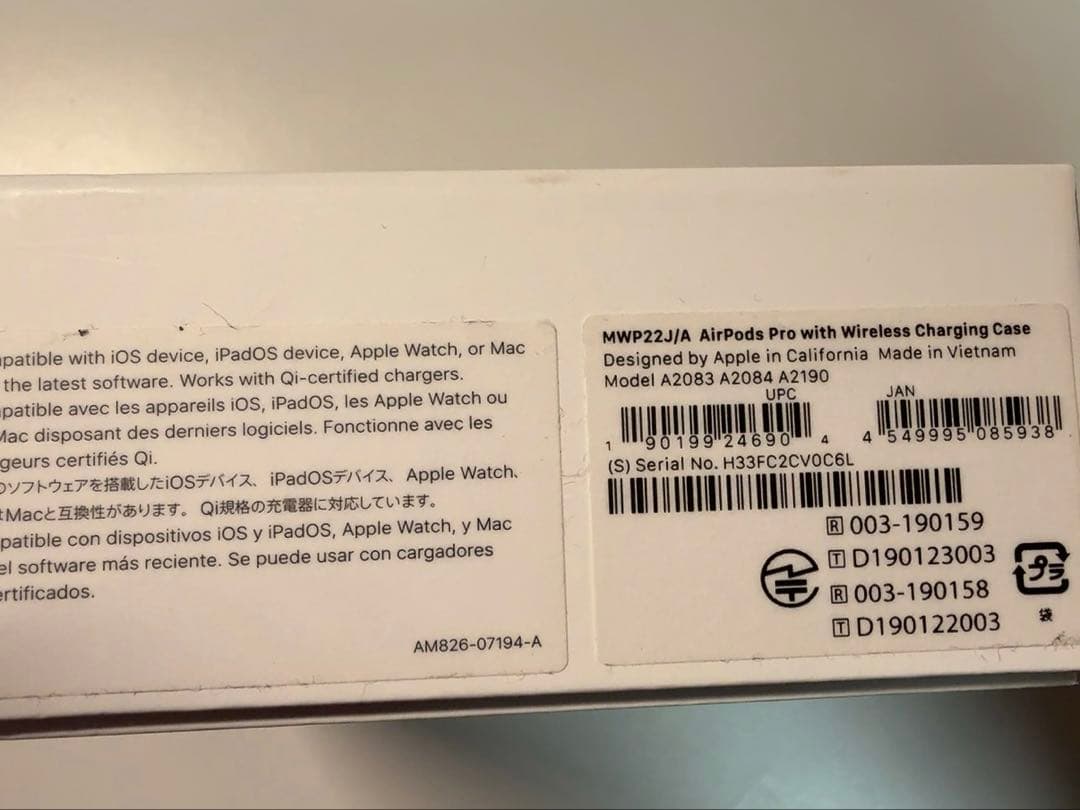 patible with iOS device, iPadOS device, Apple Watch, or Mac
the latest software. Works with Qi-certified chargers.
patible avec les appareils iOS, iPadOS, les Apple Watch ou
Mac disposant des derniers logiciels. Fonctionne avec les
geurs certifiés Qi.
のソフトウェアを搭載したiOSデバイス、iPadOSデバイス、Apple Watch、
はMacと互換性があります。Qi規格の充電器に対応しています。
patible con dispositivos iOS y iPadOS, Apple Watch, y Mac
el software más reciente. Se puede usar con cargadores
ertificados.
AM826-07194-A
MWP22J/A AirPods Pro with Wireless Charging Case
Designed by Apple in California Made in Vietnam
Model A2083 A2084 A2190
UPC
1 90199 24690 4
JAN
4 549995 085938
(S) Serial No. H33FC2CV0C6L
R 003-190159
T D190123003
R 003-190158
T D190122003
プラ
袋